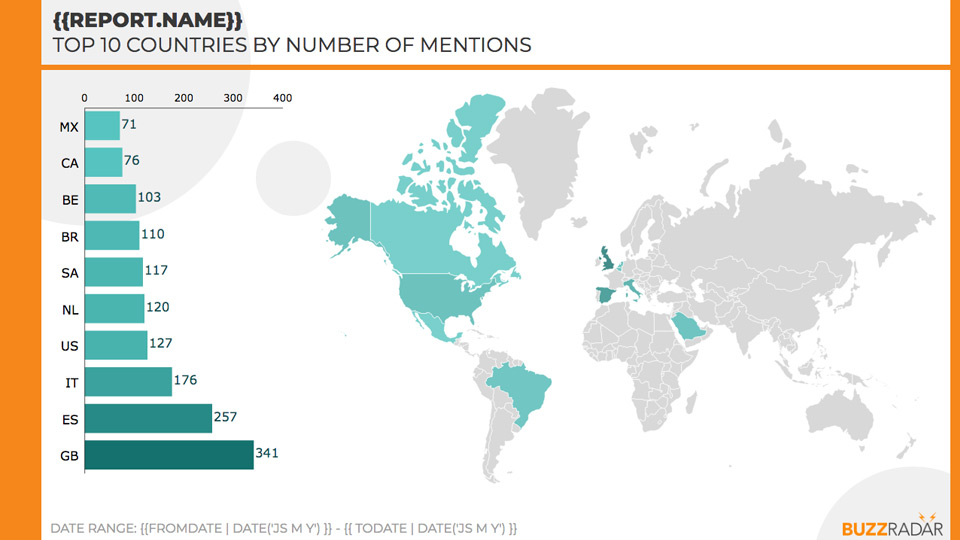 {{REPORT.NAME}}
TOP 10 COUNTRIES BY NUMBER OF MENTIONS
0 100 200 300 400
MX 71
CA 76
BE 103
BR 110
SA 117
NL 120
US 127
IT 176
ES 257
GB 341
DATE RANGE: {{FROMDATE | DATE('JS M Y') }} - {{ TODATE | DATE('JS M Y') }}
BUZZRADAR